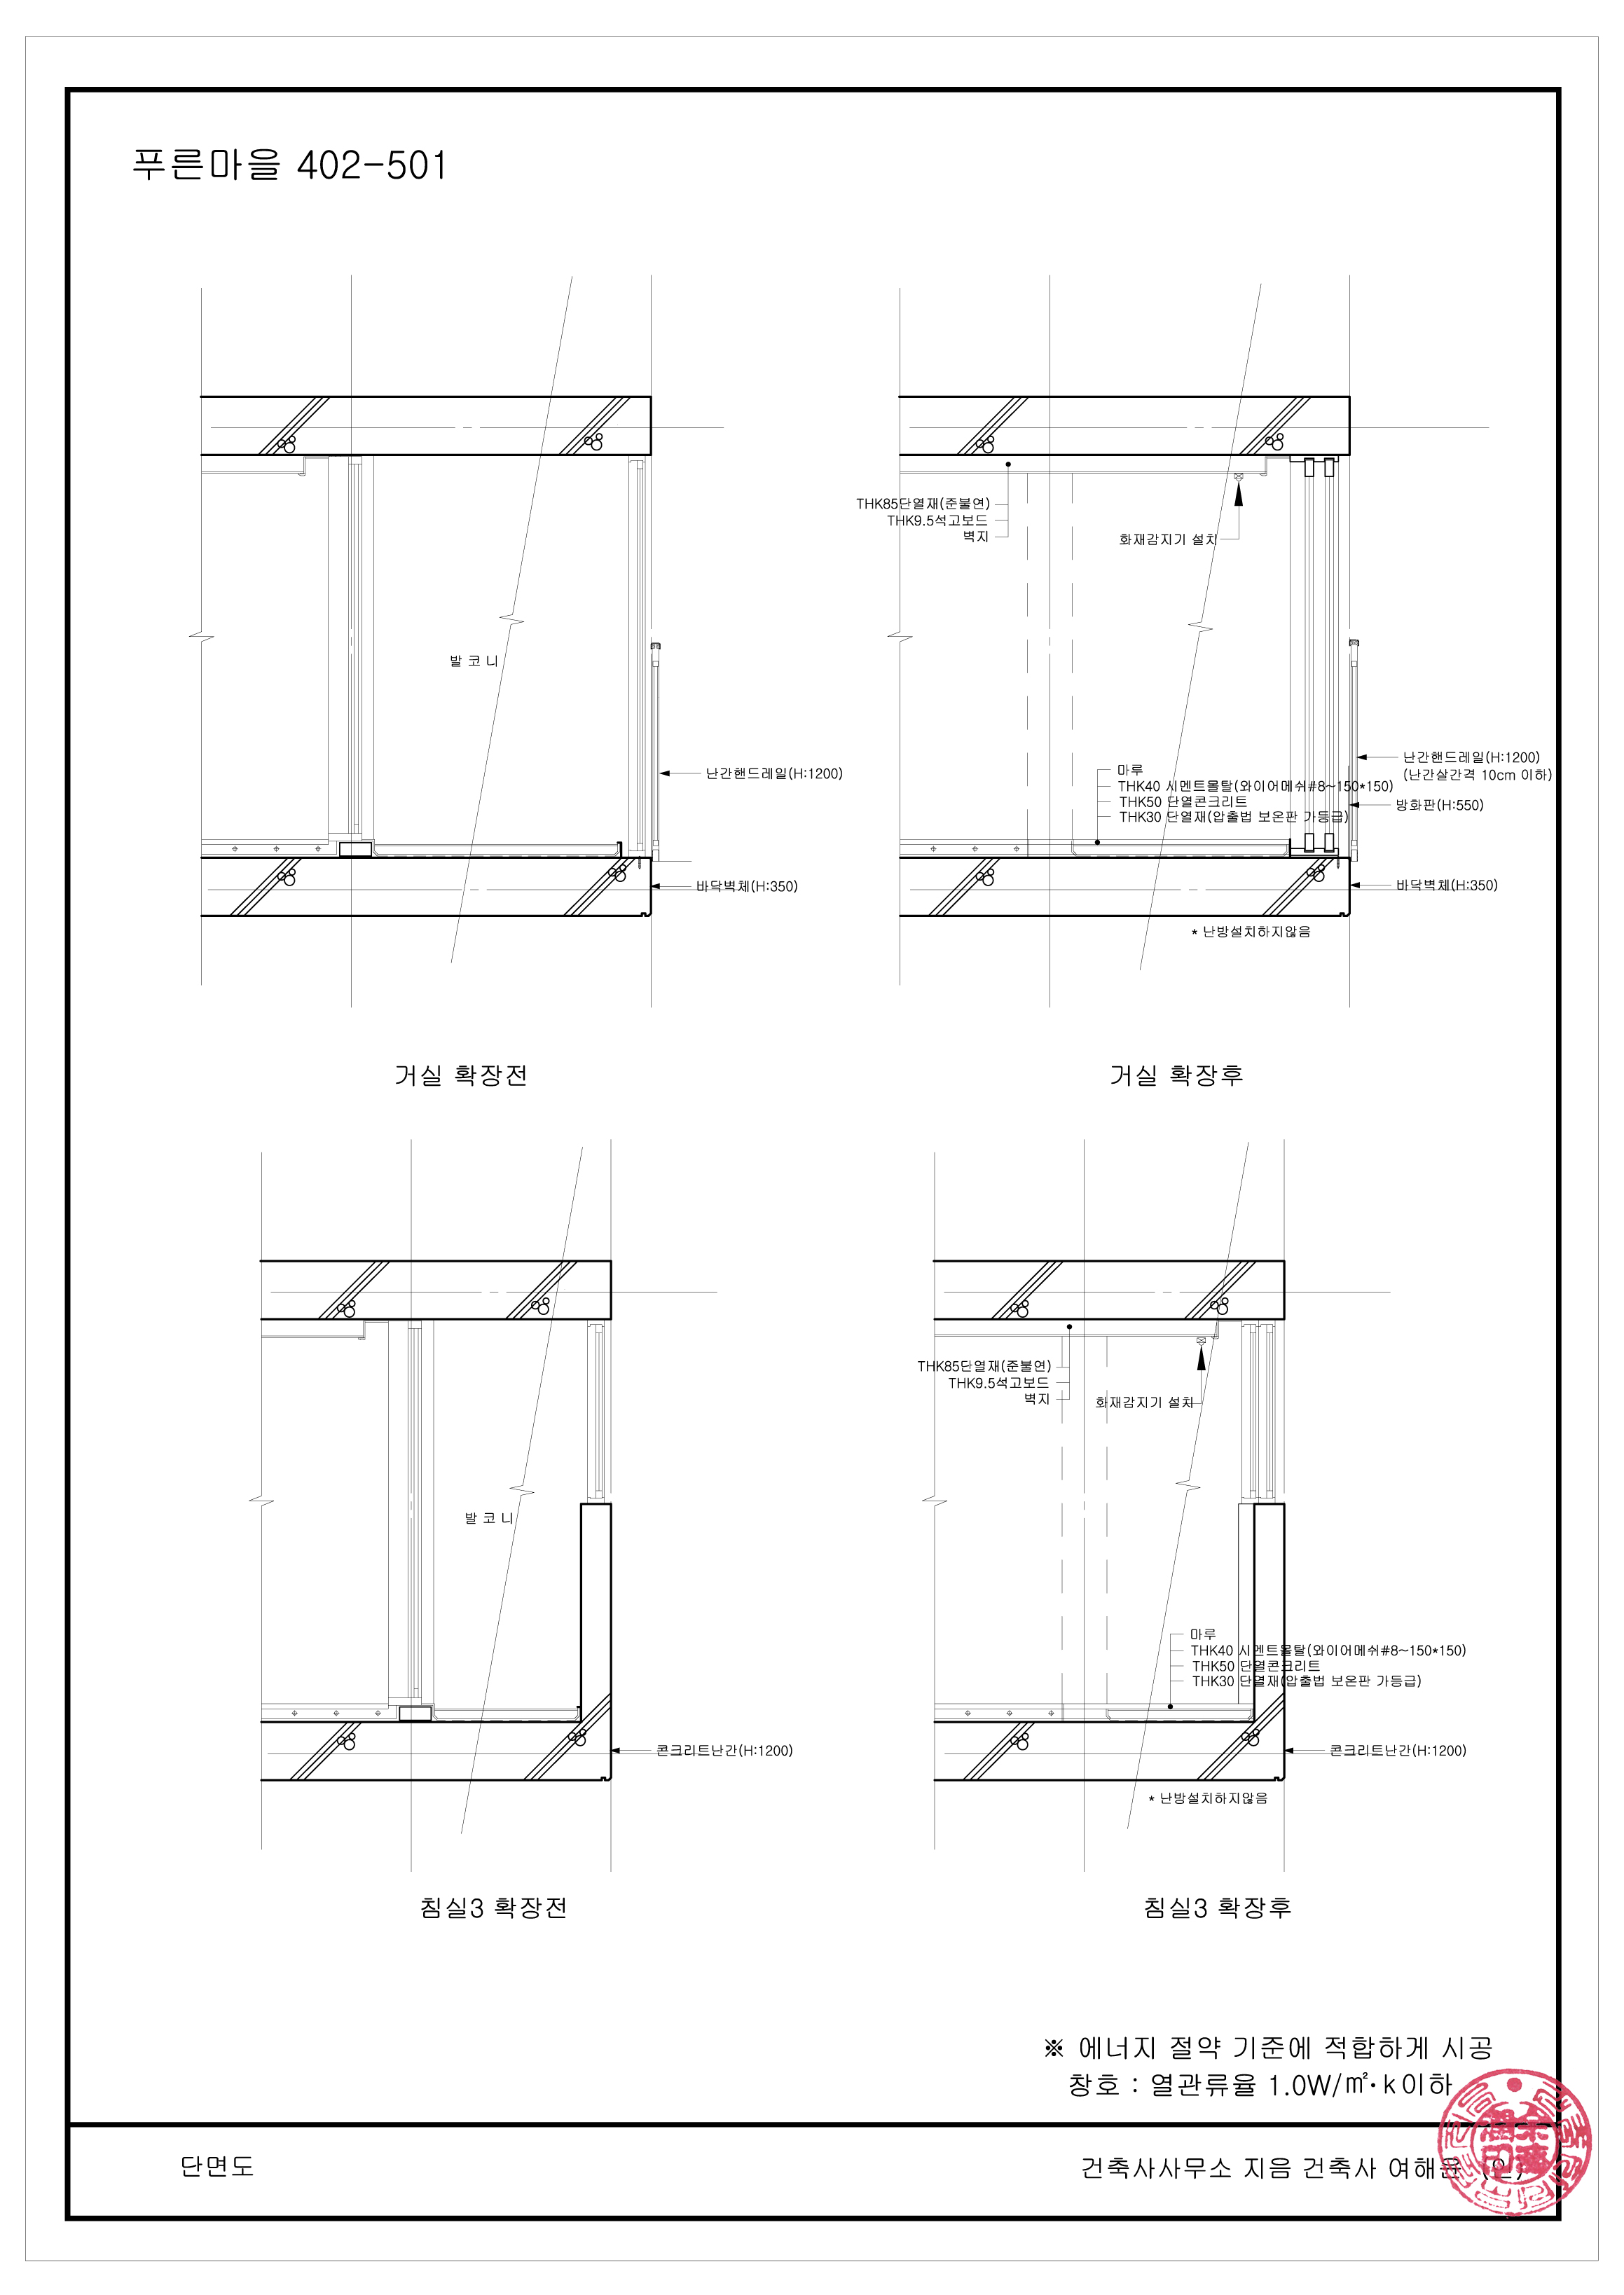 푸른마을 402-501
발 코 니
난간핸드레일(H:1200)
바닥벽체(H:350)
거실 확장전
THK85단열재(준불연)
THK9.5석고보드
벽지
화재감지기 설치
마루
THK40 시멘트몰탈(와이어메쉬#8~150*150)
THK50 단열콘크리트
THK30 단열재(압출법 보온판 가등급)
난간핸드레일(H:1200)
(난간살간격 10cm 이하)
방화판(H:550)
바닥벽체(H:350)
* 난방설치하지않음
거실 확장후
발 코 니
콘크리트난간(H:1200)
침실3 확장전
THK85단열재(준불연)
THK9.5석고보드
벽지
화재감지기 설치
마루
THK40 시멘트몰탈(와이어메쉬#8~150*150)
THK50 단열콘크리트
THK30 단열재(압출법 보온판 가등급)
콘크리트난간(H:1200)
* 난방설치하지않음
침실3 확장후
※ 에너지 절약 기준에 적합하게 시공
창호 : 열관류율 1.0W/㎡·k이하
단면도
건축사사무소 지음 건축사